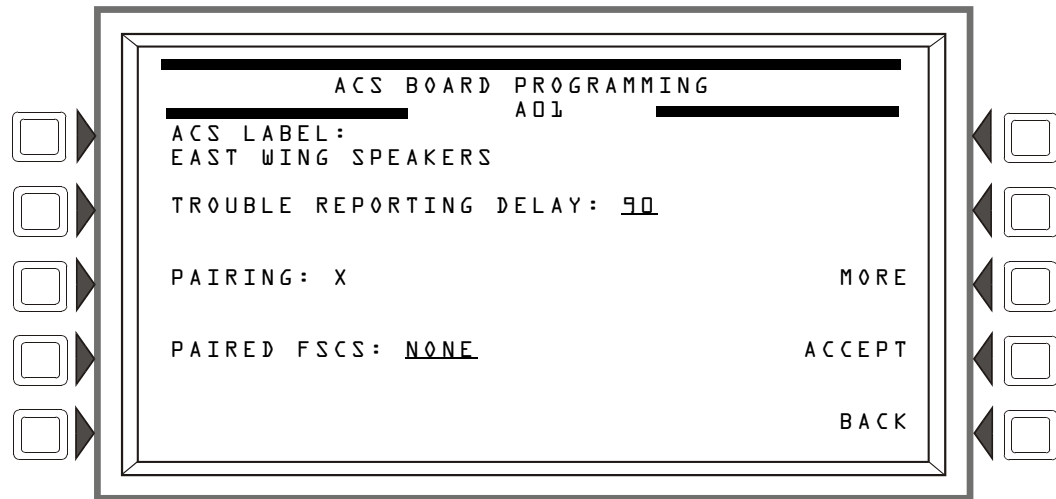 ACS BOARD PROGRAMMING
A01
ACS LABEL:
EAST WING SPEAKERS
TROUBLE REPORTING DELAY: 90
PAIRING: X
MORE
PAIRED FSCS: NONE
ACCEPT
BACK